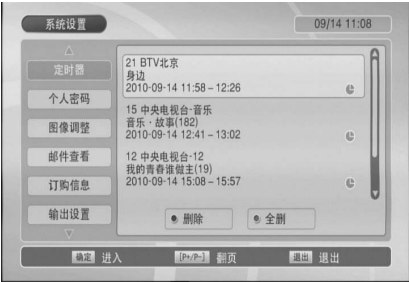 系统设置
09/14 11:08
定时器
个人密码
图像调整
邮件查看
订购信息
输出设置
21 BTV北京
身边
2010-09-14 11:58 – 12:26
15 中央电视台-音乐
音乐·故事(182)
2010-09-14 12:41 – 13:02
12 中央电视台-12
我的青春谁做主(19)
2010-09-14 15:08 – 15:57
删除
全删
确定 进入
[P+/P-] 翻页
退出 退出